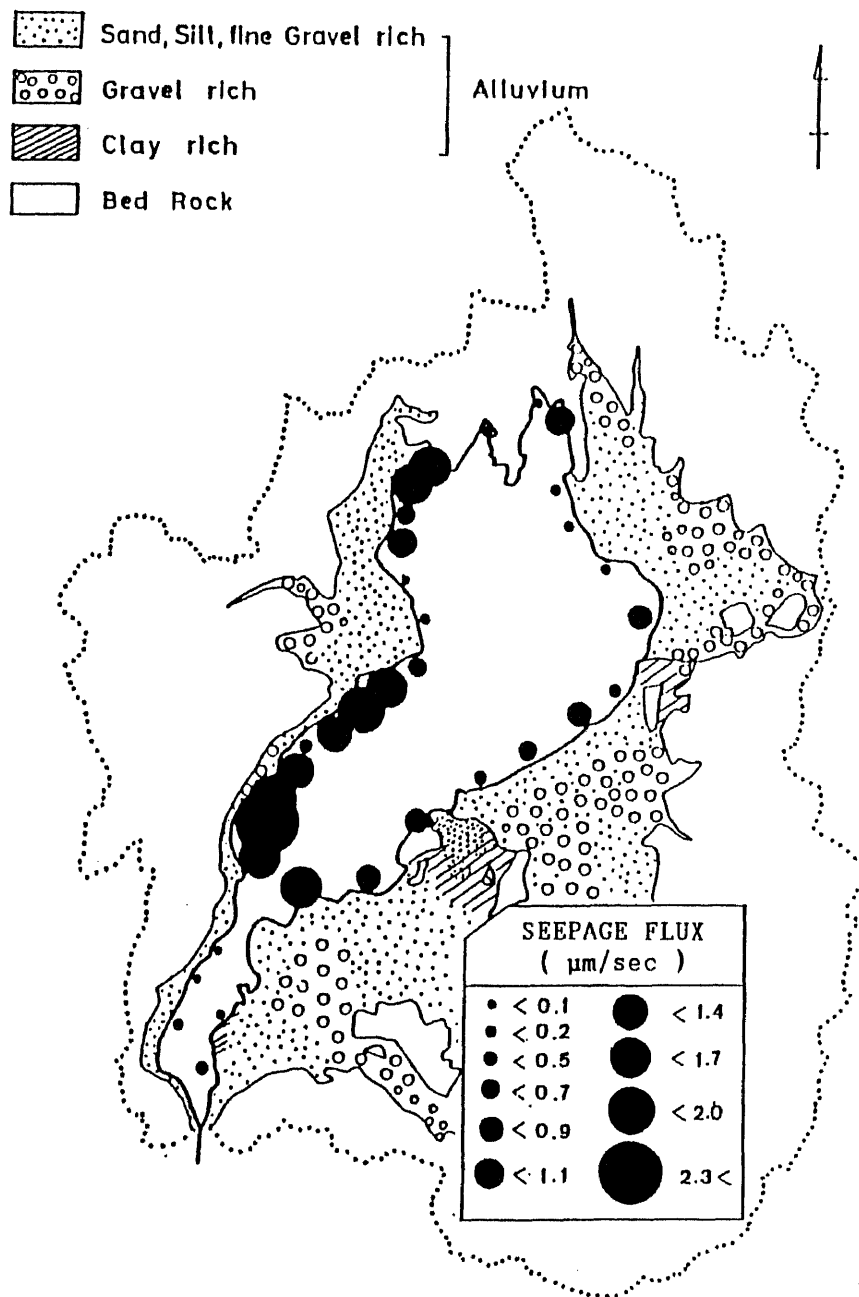 Sand, Silt, fine Gravel rich
Gravel rich
Clay rich
Bed Rock
Alluvium
SEEPAGE FLUX
( µm/sec )
< 0.1
< 0.2
< 0.5
< 0.7
< 0.9
< 1.1
< 1.4
< 1.7
< 2.0
2.3 <